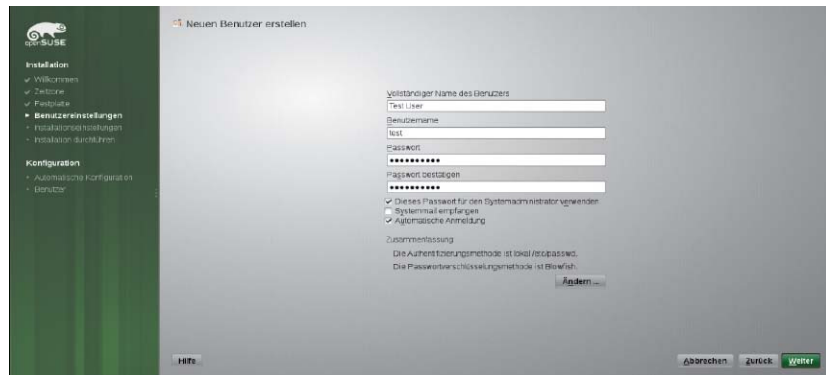 openSUSE
Installation
Willkommen
Zeitzone
Festplatte
Benutzereinstellungen
Installationseinstellungen
Installation durchführen
Konfiguration
Automatische Konfiguration
Benutzer
Neuen Benutzer erstellen
Vollständiger Name des Benutzers
Test User
Benutzername
test
Passwort
Passwort bestätigen
Dieses Passwort für den Systemadministrator verwenden
Systemmail empfangen
Automatische Anmeldung
Zusammenfassung
Die Authentifizierungsmethode ist lokal /etc/passwd.
Die Passwortverschlüsselungsmethode ist Blowfish.
Ändern ...
Hilfe
Abbrechen
Zurück
Weiter